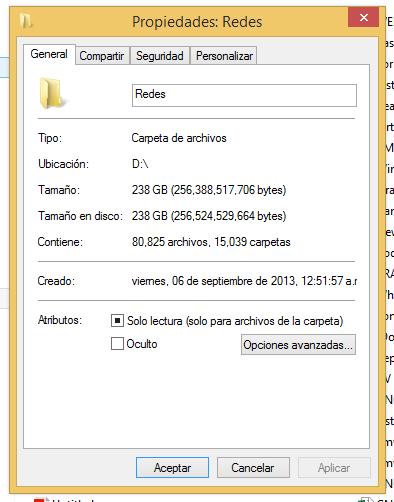 Propiedades: Redes
General Compartir Seguridad Personalizar
Redes
Tipo: Carpeta de archivos
Ubicación: D:\
Tamaño: 238 GB (256,388,517,706 bytes)
Tamaño en disco: 238 GB (256,524,529,664 bytes)
Contiene: 80,825 archivos, 15,039 carpetas
Creado: viernes, 06 de septiembre de 2013, 12:51:57 a.r
Atributos: Solo lectura (solo para archivos de la carpeta)
Oculto Opciones avanzadas...
Aceptar Cancelar Aplicar